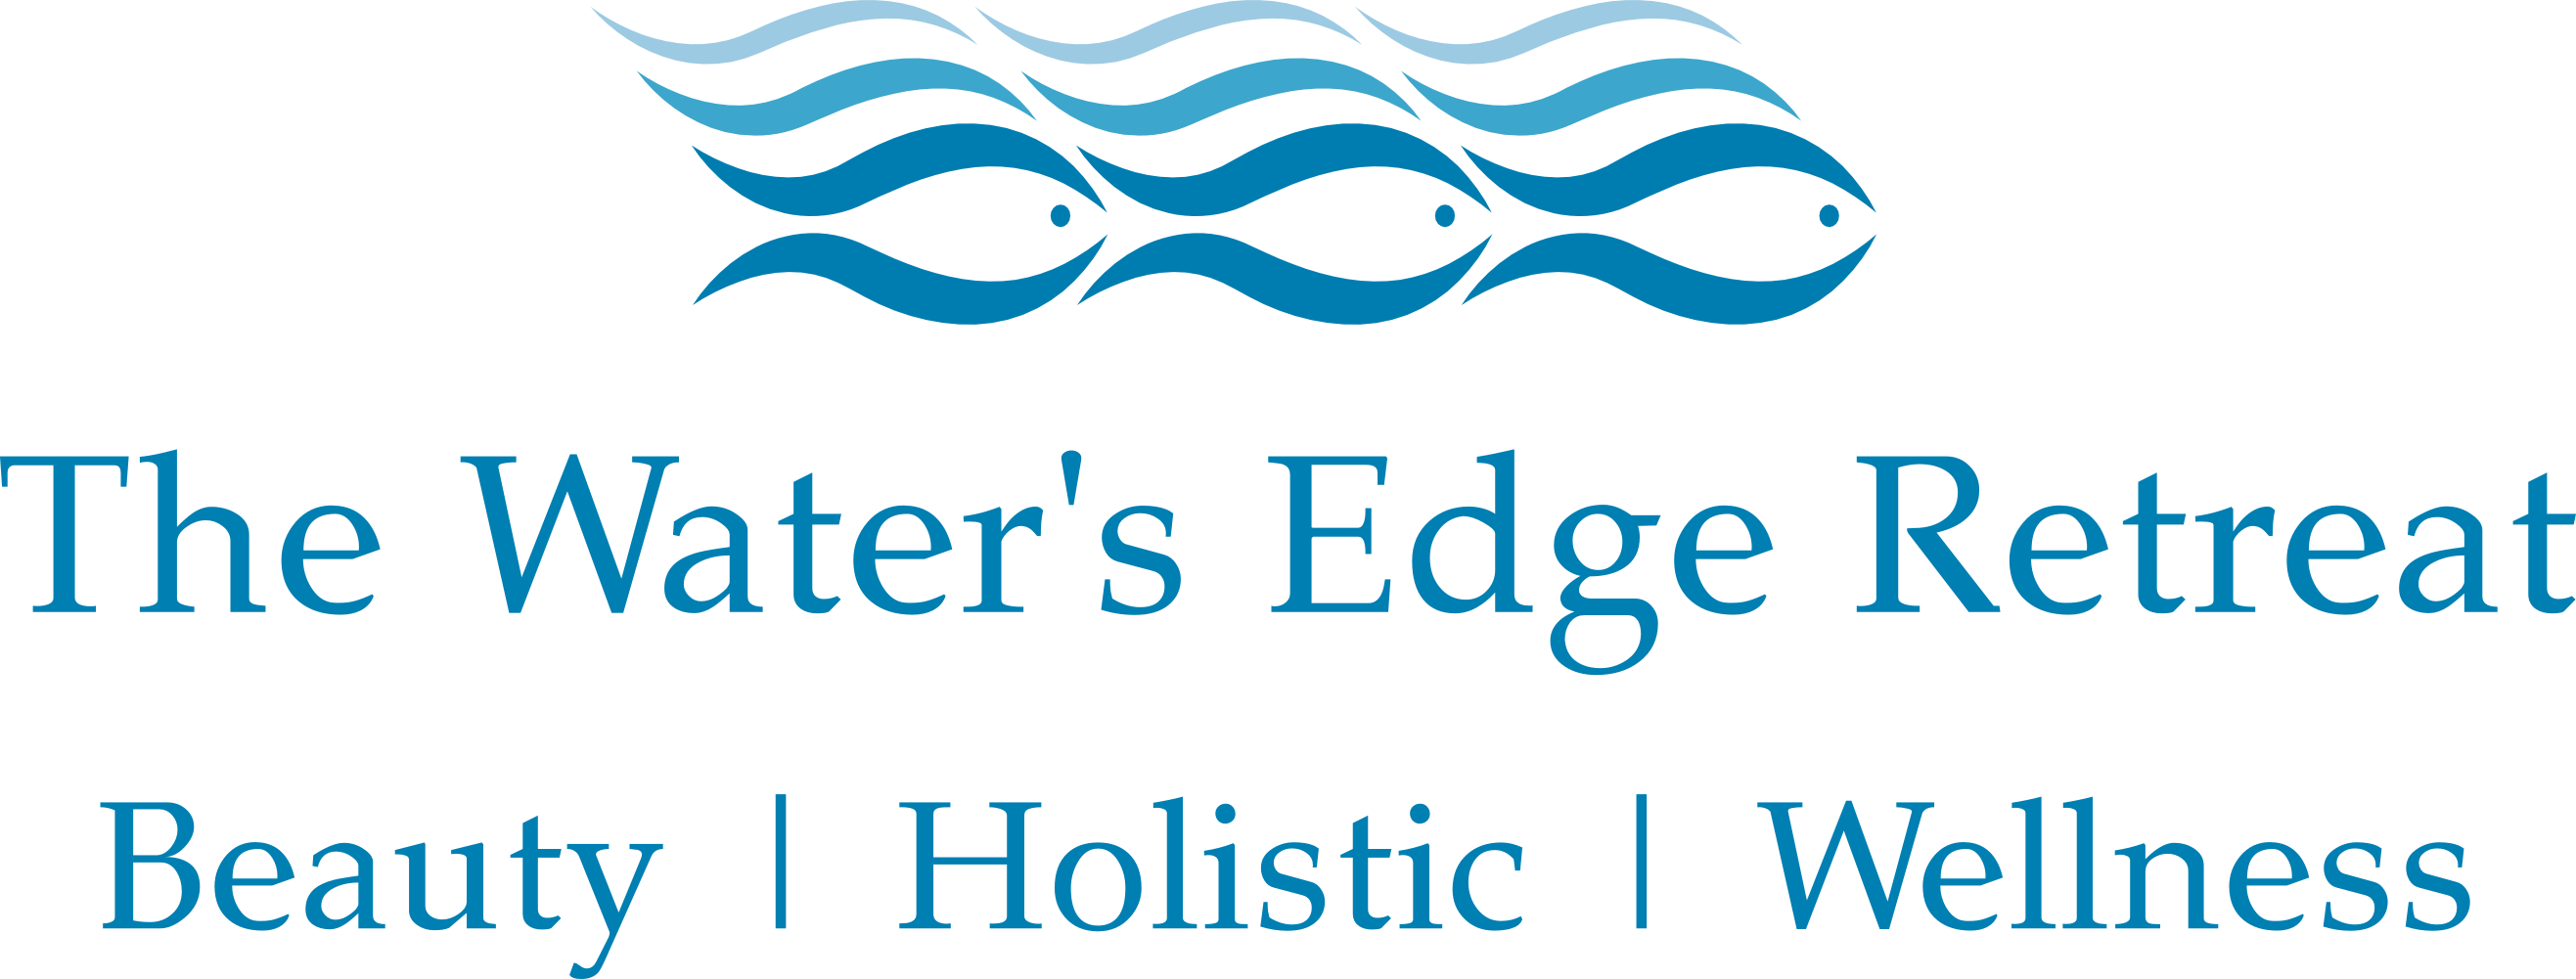 The Water's Edge Retreat
Beauty | Holistic | Wellness